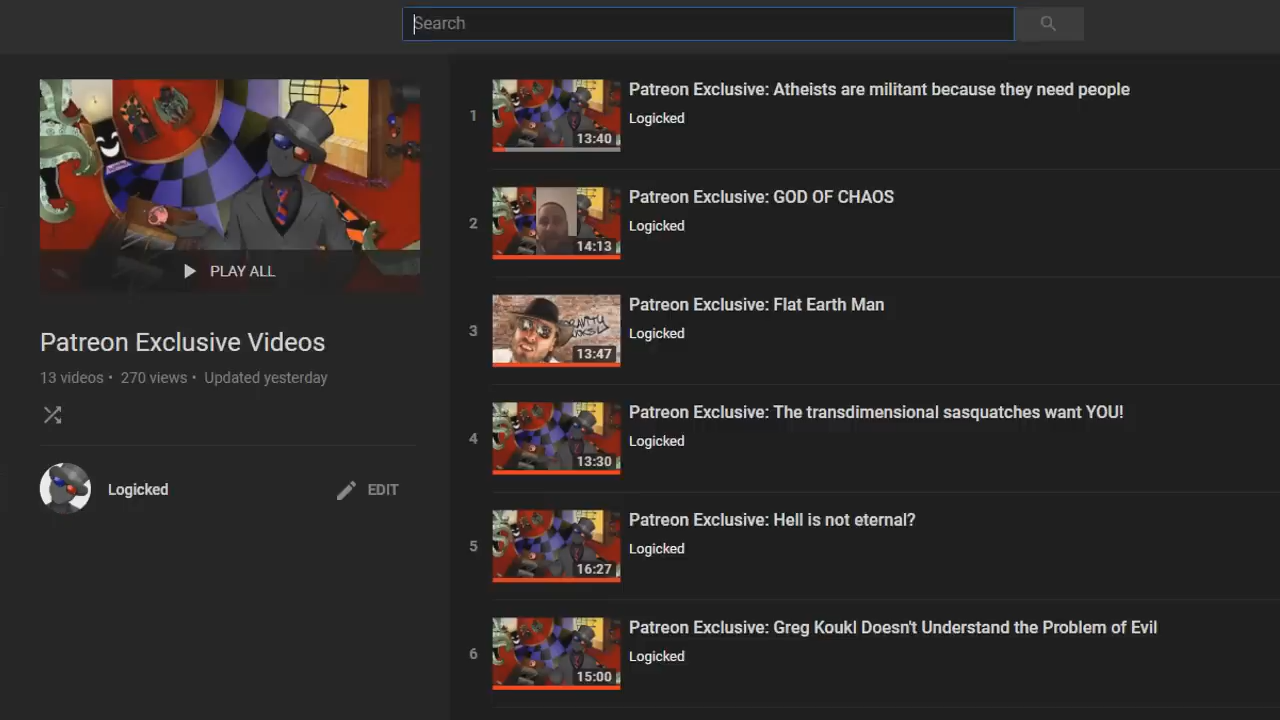 Search
PLAY ALL
Patreon Exclusive Videos
13 videos • 270 views • Updated yesterday
Logicked
EDIT
1
13:40
Patreon Exclusive: Atheists are militant because they need people
Logicked
2
14:13
Patreon Exclusive: GOD OF CHAOS
Logicked
3
13:47
Patreon Exclusive: Flat Earth Man
Logicked
4
13:30
Patreon Exclusive: The transdimensional sasquatches want YOU!
Logicked
5
16:27
Patreon Exclusive: Hell is not eternal?
Logicked
6
15:00
Patreon Exclusive: Greg Koukl Doesn't Understand the Problem of Evil
Logicked